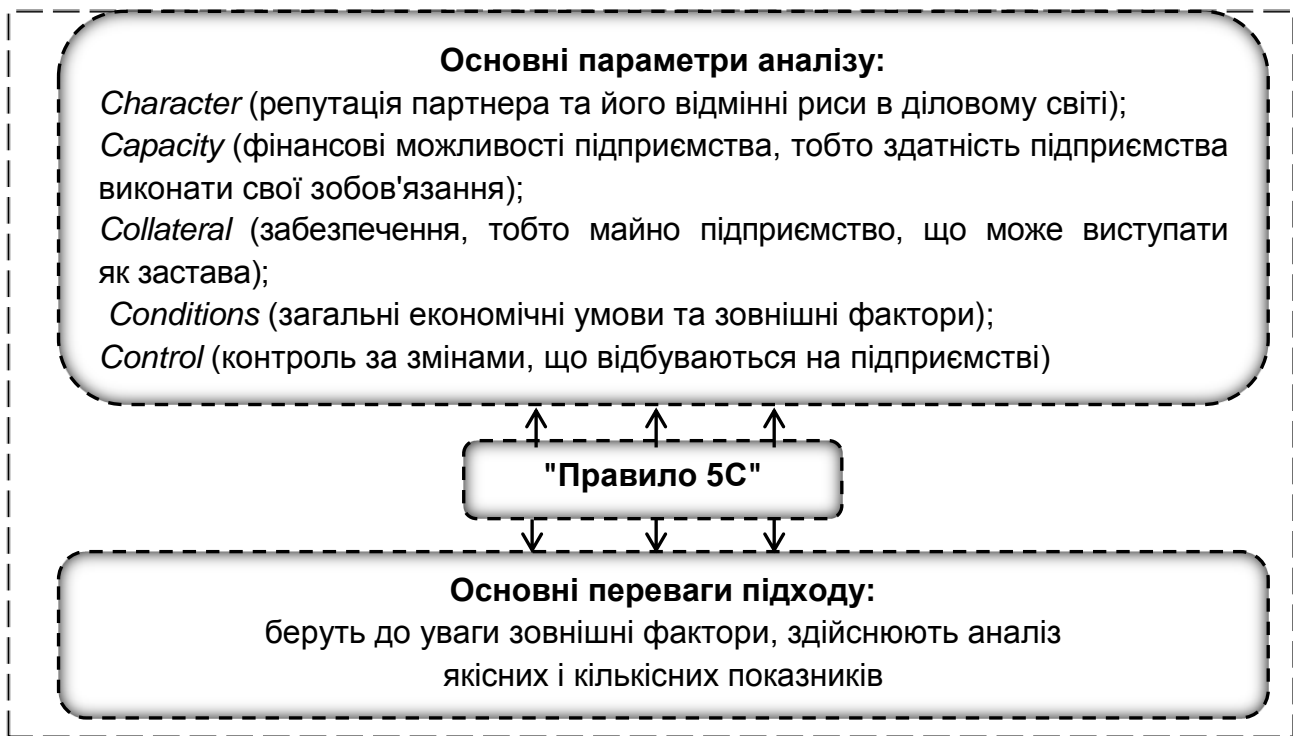 Основні параметри аналізу:
Character (репутація партнера та його відмінні риси в діловому світі);
Capacity (фінансові можливості підприємства, тобто здатність підприємства
виконати свої зобов'язання);
Collateral (забезпечення, тобто майно підприємство, що може виступати
як застава);
Conditions (загальні економічні умови та зовнішні фактори);
Control (контроль за змінами, що відбуваються на підприємстві)
"Правило 5С"
Основні переваги підходу:
беруть до уваги зовнішні фактори, здійснюють аналіз
якісних і кількісних показників